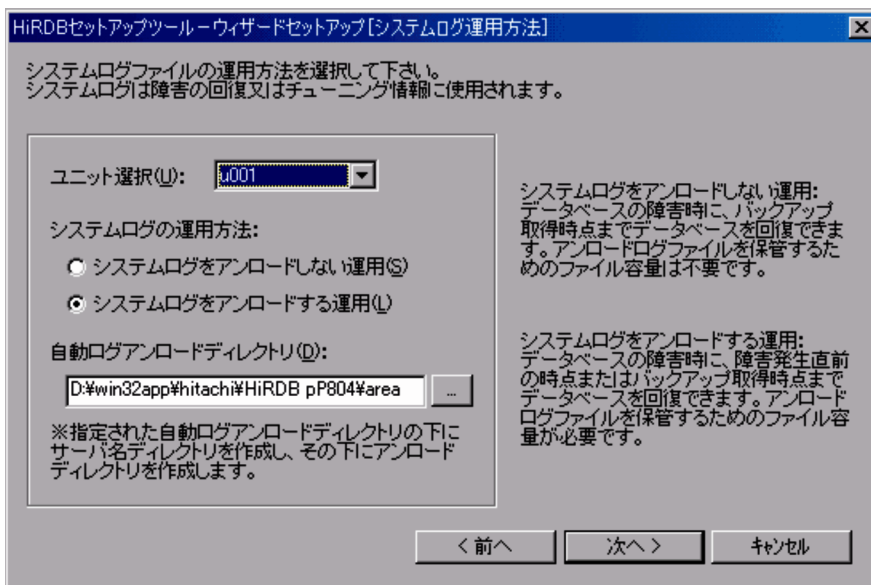 HiRDBセットアップツール－ウィザードセットアップ[システムログ運用方法]
システムログファイルの運用方法を選択して下さい。
システムログは障害の回復又はチューニング情報に使用されます。
ユニット選択(U):
u001
システムログの運用方法:
システムログをアンロードしない運用(S)
システムログをアンロードする運用(L)
自動ログアンロードディレクトリ(D):
D:¥win32app¥hitachi¥HiRDB pP804¥area
...
※指定された自動ログアンロードディレクトリの下に
サーバ名ディレクトリを作成し、その下にアンロード
ディレクトリを作成します。
システムログをアンロードしない運用:
データベースの障害時に、バックアップ
取得時点までデータベースを回復できま
す。アンロードログファイルを保管するた
めのファイル容量は不要です。
システムログをアンロードする運用:
データベースの障害時に、障害発生直前
の時点またはバックアップ取得時点まで
データベースを回復できます。アンロード
ログファイルを保管するためのファイル容
量が必要です。
< 前へ
次へ >
キャンセル